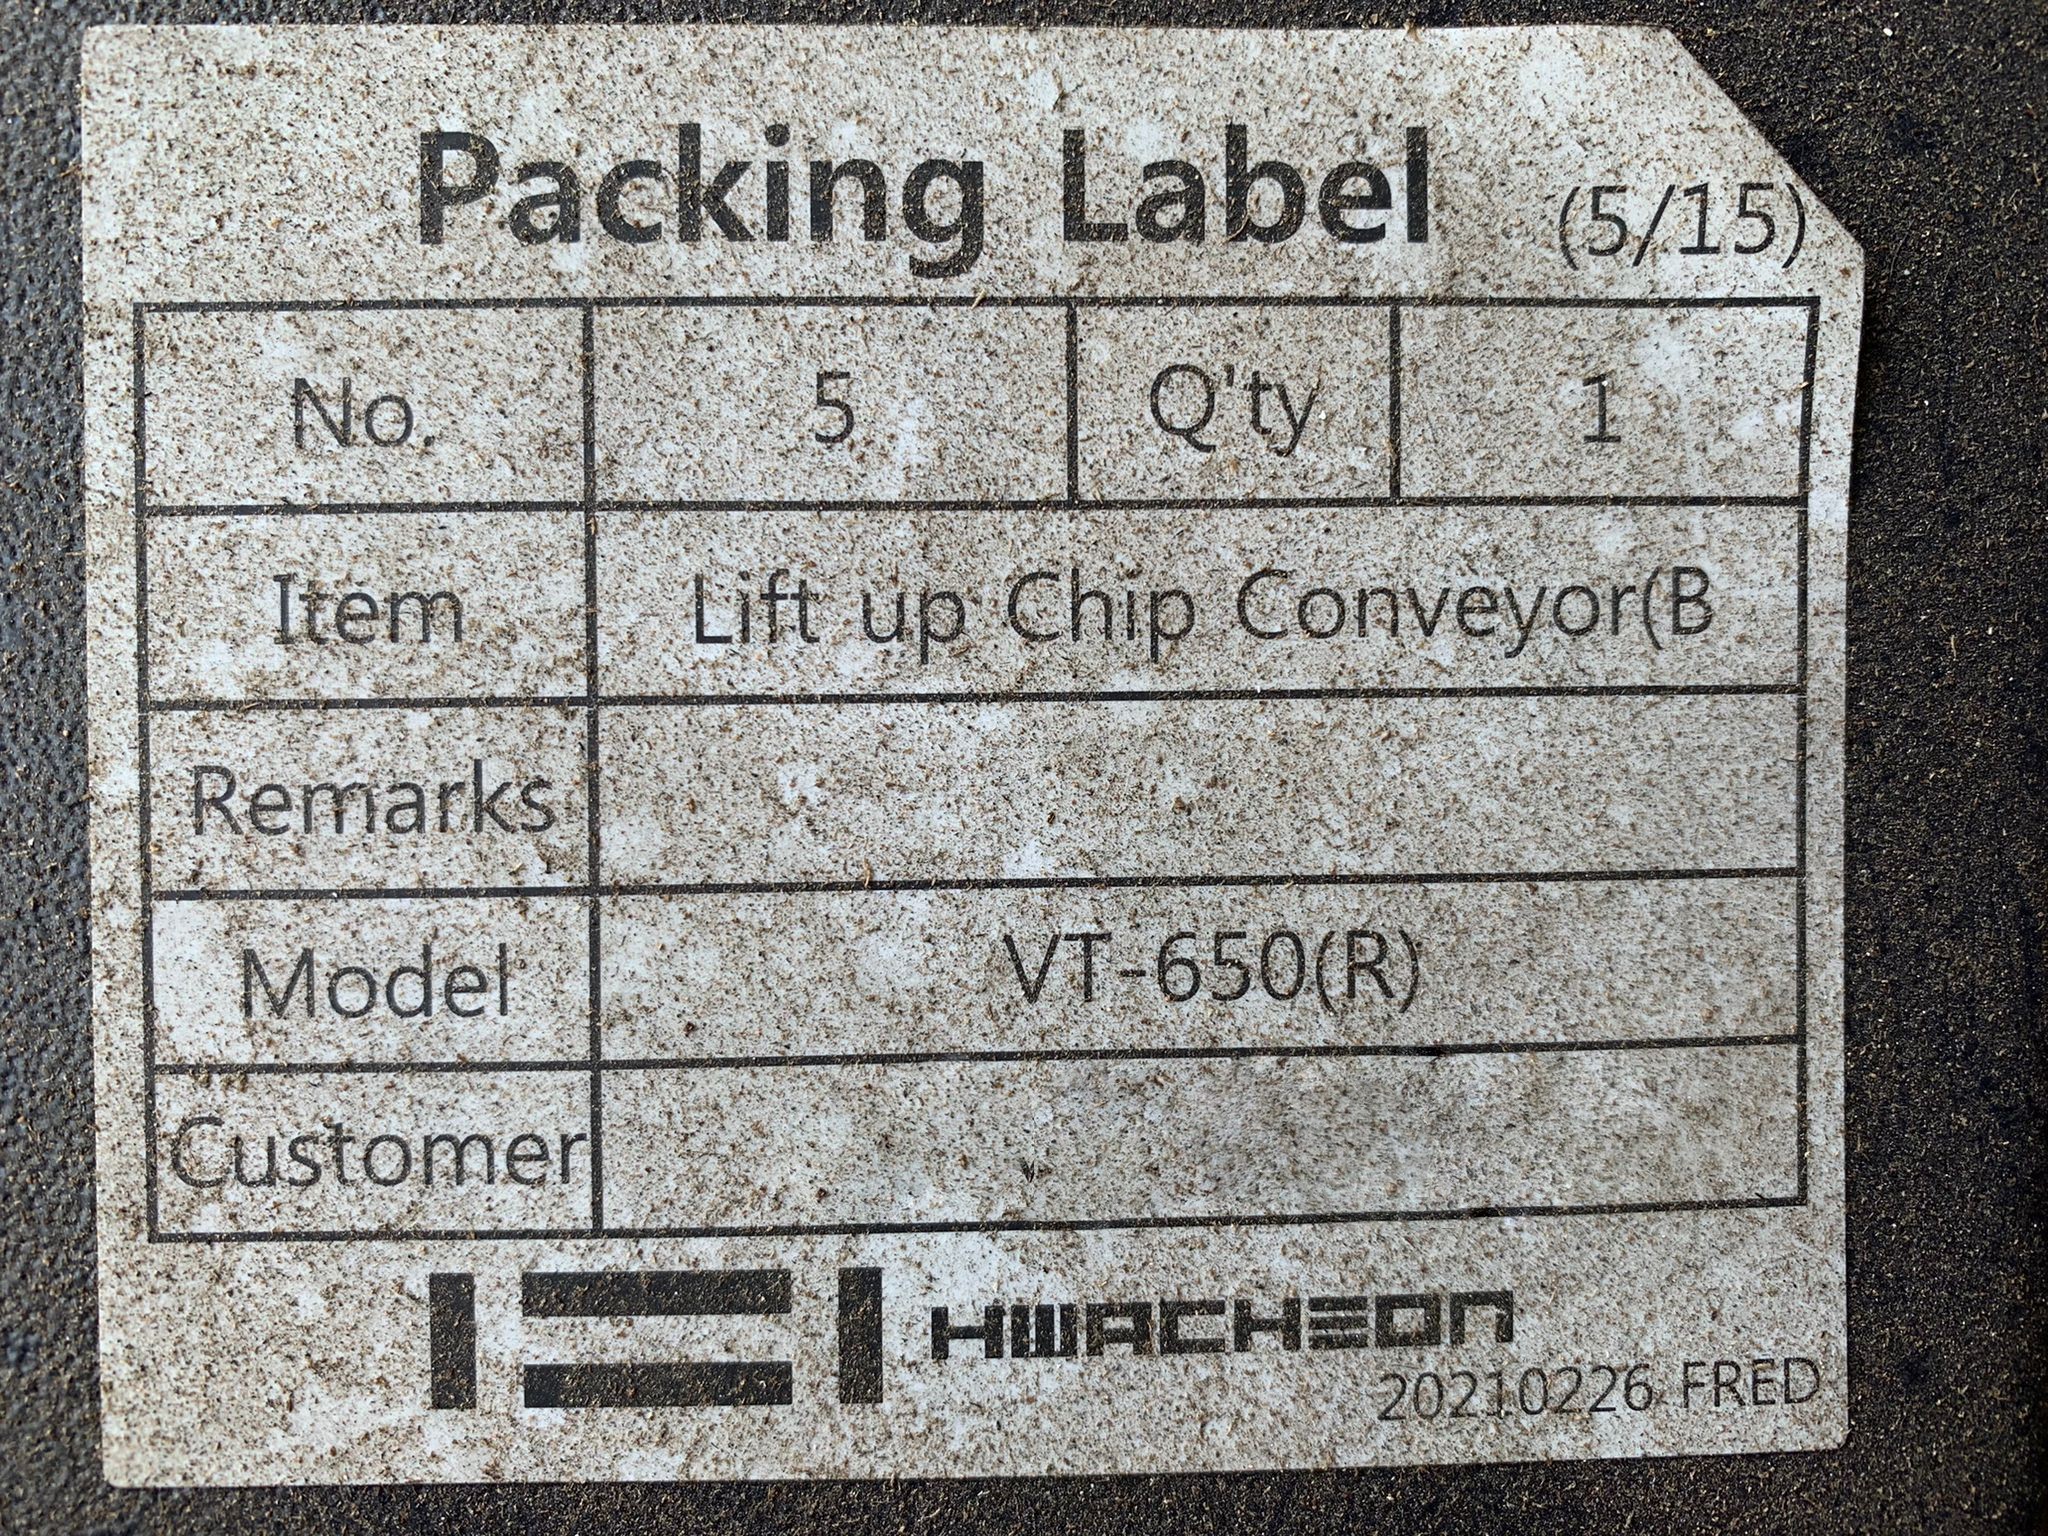 Packing Label (5/15)
No. 5 Q'ty 1
Item Lift up Chip Conveyor(B
Remarks
Model VT-650(R)
Customer
HWACHEON
20210226 FRED